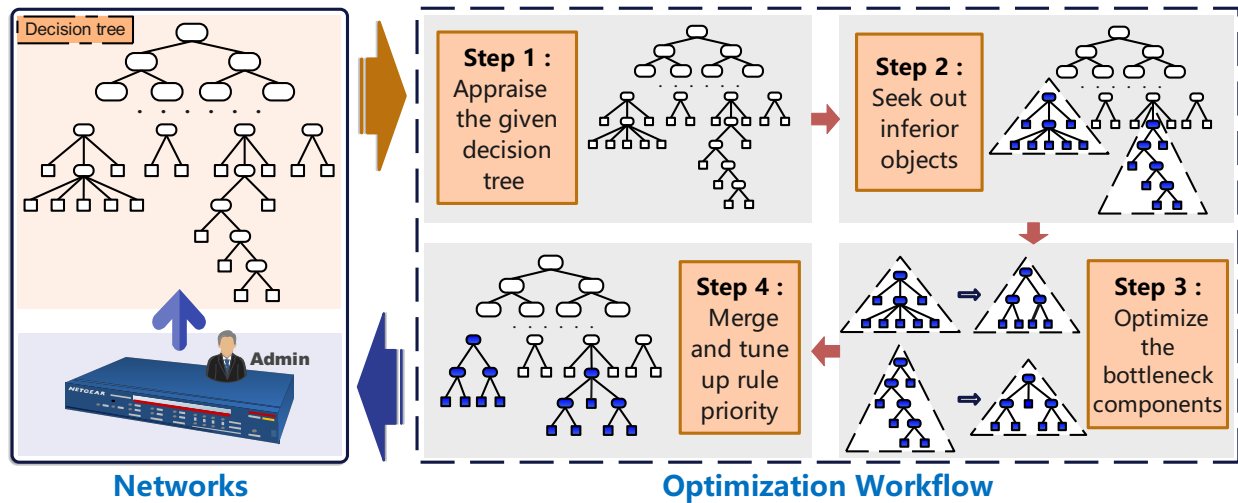 Decision tree
Admin
NETGEAR
Networks
Step 1 :
Appraise
the given
decision
tree
Step 2 :
Seek out
inferior
objects
Step 3 :
Optimize
the
bottleneck
components
Step 4 :
Merge
and tune
up rule
priority
Optimization Workflow